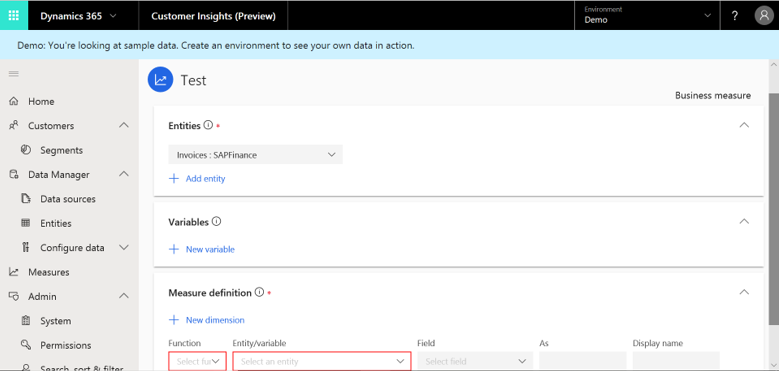 Dynamics 365
Customer Insights (Preview)
Environment
Demo
?
Demo: You're looking at sample data. Create an environment to see your own data in action.
Home
Customers
Segments
Data Manager
Data sources
Entities
Configure data
Measures
Admin
System
Permissions
Search, sort & filter
Test
Business measure
Entities *
Invoices : SAPFinance
+ Add entity
Variables
+ New variable
Measure definition *
+ New dimension
Function Entity/variable Field As Display name
Select fu Select an entity Select field